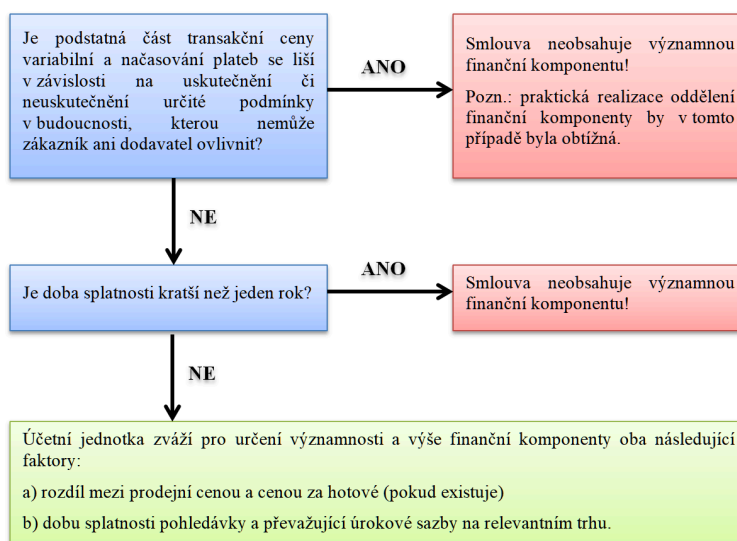 Je podstatná část transakční ceny
variabilní a načasování plateb se liší
v závislosti na uskutečnění či
neuskutečnění určité podmínky
v budoucnosti, kterou nemůže
zákazník ani dodavatel ovlivnit?
ANO
Smlouva neobsahuje významnou
finanční komponentu!
Pozn.: praktická realizace oddělení
finanční komponenty by v tomto
případě byla obtížná.
NE
Je doba splatnosti kratší než jeden rok?
ANO
Smlouva neobsahuje významnou
finanční komponentu!
NE
Účetní jednotka zváží pro určení významnosti a výše finanční komponenty oba následující
faktory:
a) rozdíl mezi prodejní cenou a cenou za hotové (pokud existuje)
b) dobu splatnosti pohledávky a převažující úrokové sazby na relevantním trhu.